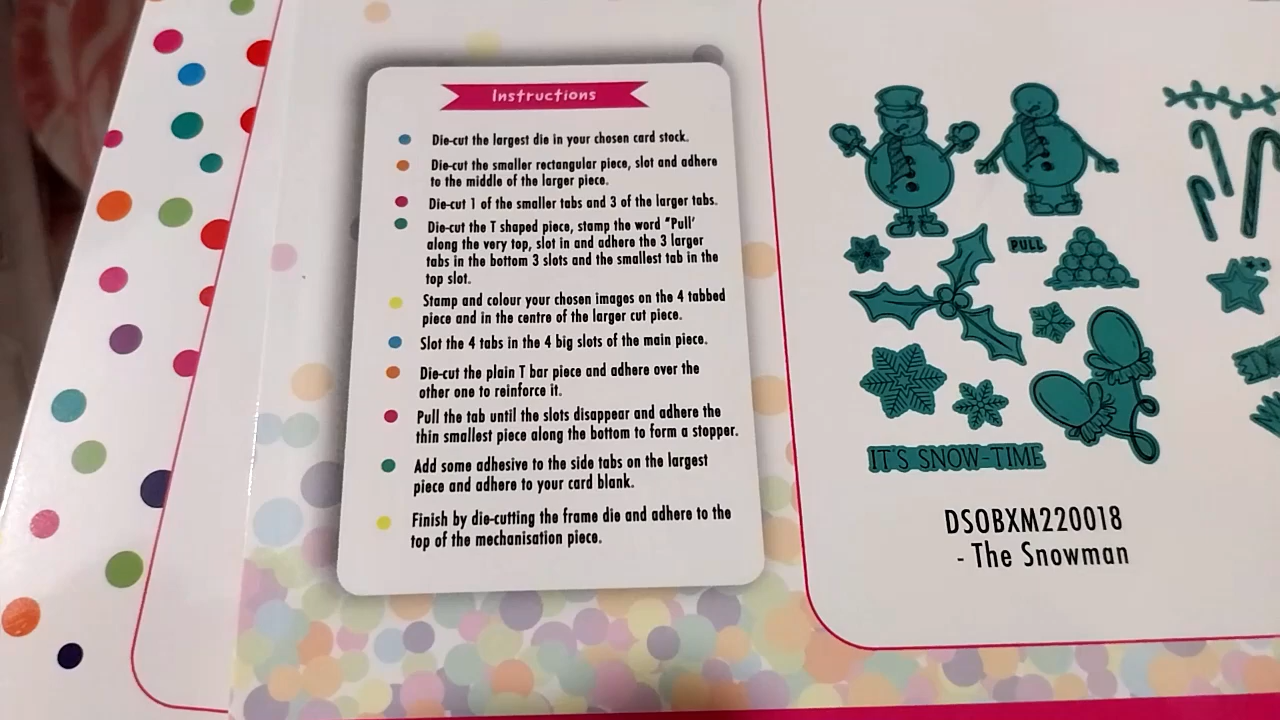 Instructions
Die-cut the largest die in your chosen card stock.
Die-cut the smaller rectangular piece, slot and adhere
to the middle of the larger piece.
Die-cut 1 of the smaller tabs and 3 of the larger tabs.
Die-cut the T shaped piece, stamp the word "Pull'
along the very top, slot in and adhere the 3 larger
tabs in the bottom 3 slots and the smallest tab in the
top slot.
Stamp and colour your chosen images on the 4 tabbed
piece and in the centre of the larger cut piece.
Slot the 4 tabs in the 4 big slots of the main piece.
Die-cut the plain T bar piece and adhere over the
other one to reinforce it.
Pull the tab until the slots disappear and adhere the
thin smallest piece along the bottom to form a stopper.
Add some adhesive to the side tabs on the largest
piece and adhere to your card blank.
Finish by die-cutting the frame die and adhere to the
top of the mechanisation piece.
PULL
IT'S SNOW-TIME
DSOBXM220018
- The Snowman